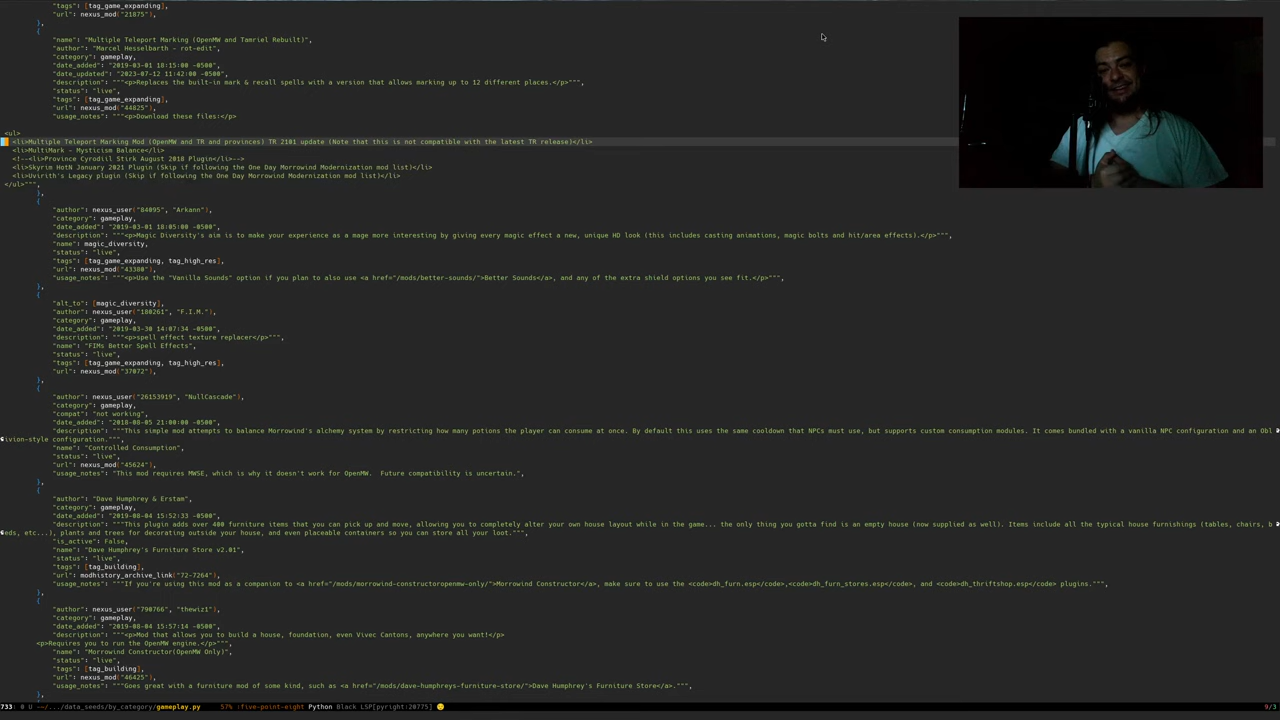 "tags": [tag_game_expanding],
"url": nexus_mod("21875"),
},
{
"name": "Multiple Teleport Marking (OpenMW and Tamriel Rebuilt)",
"author": "Marcel Hesselbarth - rot-edit",
"category": gameplay,
"date_added": "2019-03-01 18:15:00 -0500",
"date_updated": "2023-07-12 11:42:00 -0500",
"description": """<p>Replaces the built-in mark & recall spells with a version that allows marking up to 12 different places.</p>""",
"status": "live",
"tags": [tag_game_expanding],
"url": nexus_mod("44825"),
"usage_notes": """<p>Download these files:</p>
<ul>
<li>Multiple Teleport Marking Mod (OpenMW and TR and provinces) TR 2101 update (Note that this is not compatible with the latest TR release)</li>
<li>MultiMark - Mysticism Balance</li>
<!--<li>Province Cyrodiil Stirk August 2018 Plugin</li>-->
<li>Skyrim HotN January 2021 Plugin (Skip if following the One Day Morrowind Modernization mod list)</li>
<li>Uvirith's Legacy plugin (Skip if following the One Day Morrowind Modernization mod list)</li>
</ul>""",
},
{
"author": nexus_user("84095", "Arkann"),
"category": gameplay,
"date_added": "2019-03-01 18:05:00 -0500",
"description": """<p>Magic Diversity's aim is to make your experience as a mage more interesting by giving every magic effect a new, unique HD look (this includes casting animations, magic bolts and hit/area effects).</p>""",
"name": magic_diversity,
"status": "live",
"tags": [tag_game_expanding, tag_high_res],
"url": nexus_mod("43380"),
"usage_notes": """<p>Use the "Vanilla Sounds" option if you plan to also use <a href="/mods/better-sounds/">Better Sounds</a>, and any of the extra shield options you see fit.</p>""",
},
{
"alt_to": [magic_diversity],
"author": nexus_user("180261", "F.I.M."),
"category": gameplay,
"date_added": "2019-03-30 14:07:34 -0500",
"description": """<p>spell effect texture replacer</p>""",
"name": "FIMs Better Spell Effects",
"status": "live",
"tags": [tag_game_expanding, tag_high_res],
"url": nexus_mod("37072"),
},
{
"author": nexus_user("26153919", "NullCascade"),
"category": gameplay,
"compat": "not working",
"date_added": "2018-08-05 21:00:00 -0500",
"description": """This simple mod attempts to balance Morrowind's alchemy system by restricting how many potions the player can consume at once. By default this uses the same cooldown that NPCs must use, but supports custom consumption modules. It comes bundled with a vanilla NPC configuration and an Obl
ivion-style configuration.""",
"name": "Controlled Consumption",
"status": "live",
"url": nexus_mod("45624"),
"usage_notes": "This mod requires MWSE, which is why it doesn't work for OpenMW.  Future compatibility is uncertain.",
},
{
"author": "Dave Humphrey & Erstam",
"category": gameplay,
"date_added": "2019-08-04 15:52:33 -0500",
"description": """This plugin adds over 400 furniture items that you can pick up and move, allowing you to completely alter your own house layout while in the game... the only thing you gotta find is an empty house (now supplied as well). Items include all the typical house furnishings (tables, chairs, b
eds, etc...), plants and trees for decorating outside your house, and even placeable containers so you can store all your loot.""",
"is_active": False,
"name": "Dave Humphrey's Furniture Store v2.01",
"status": "live",
"tags": [tag_building],
"url": modhistory_archive_link("72-7264"),
"usage_notes": """If you're using this mod as a companion to <a href="/mods/morrowind-constructoropenmw-only/">Morrowind Constructor</a>, make sure to use the <code>dh_furn.esp</code>,<code>dh_furn_stores.esp</code>, and <code>dh_thriftshop.esp</code> plugins.""",
},
{
"author": nexus_user("790766", "thewiz1"),
"category": gameplay,
"date_added": "2019-08-04 15:57:14 -0500",
"description": """<p>Mod that allows you to build a house, foundation, even Vivec Cantons, anywhere you want!</p>
<p>Requires you to run the OpenMW engine.</p>""",
"name": "Morrowind Constructor(OpenMW Only)",
"status": "live",
"tags": [tag_building],
"url": nexus_mod("46425"),
"usage_notes": """Goes great with a furniture mod of some kind, such as <a href="/mods/dave-humphreys-furniture-store/">Dave Humphrey's Furniture Store</a>.""",
},
733: 0 U -~/.../data_seeds/by_category/gameplay.py 57% :five-point-eight Python Black LSP[pyright:20775] 9/3